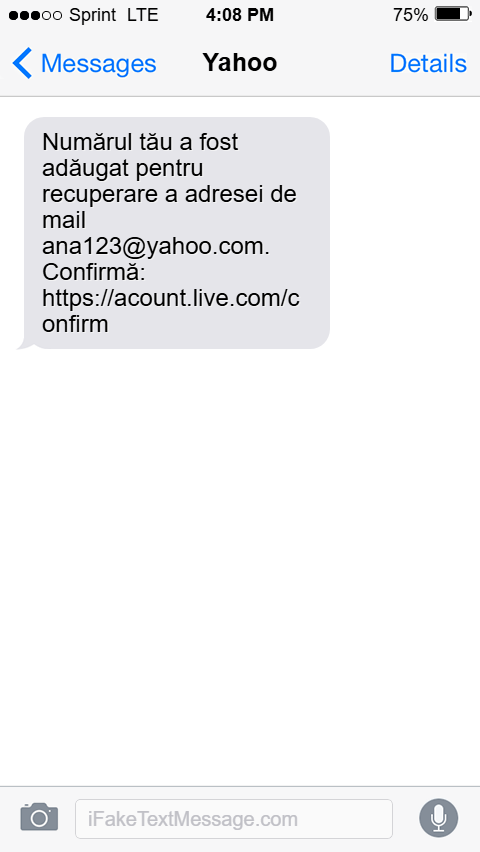 Sprint LTE 4:08 PM 75%
Messages Yahoo Details
Numărul tău a fost
adăugat pentru
recuperare a adresei de
mail
ana123@yahoo.com.
Confirmă:
https://acount.live.com/c
onfirm
iFakeTextMessage.com